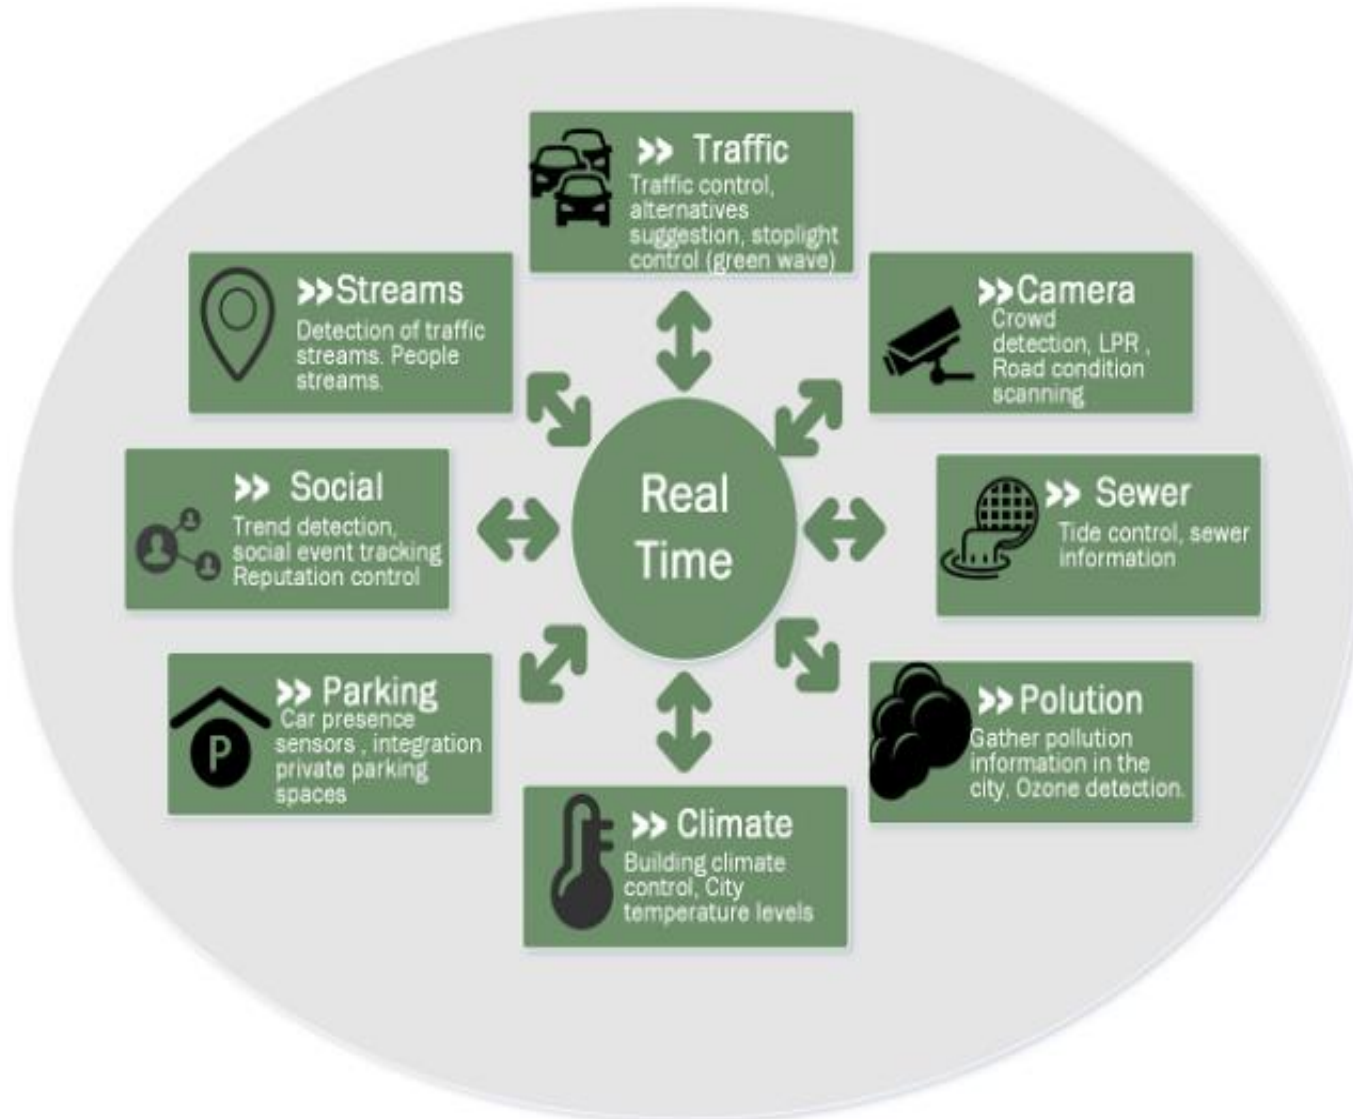 >> Traffic
Traffic control,
alternatives
suggestion, stoplight
control (green wave)
>>Streams
Detection of traffic
streams. People
streams.
>>Camera
Crowd
detection, LPR ,
Road condition
scanning
>> Social
Trend detection,
social event tracking
Reputation control
Real
Time
>> Sewer
Tide control, sewer
information
>> Parking
Car presence
sensors , integration
private parking
spaces
P
>>Polution
Gather pollution
information in the
city, Ozone detection.
>> Climate
Building climate
control, City
temperature levels